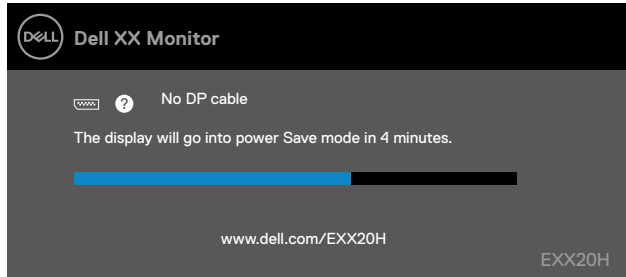 DELL
Dell XX Monitor
? No DP cable
The display will go into power Save mode in 4 minutes.
www.dell.com/EXX20H
EXX20H